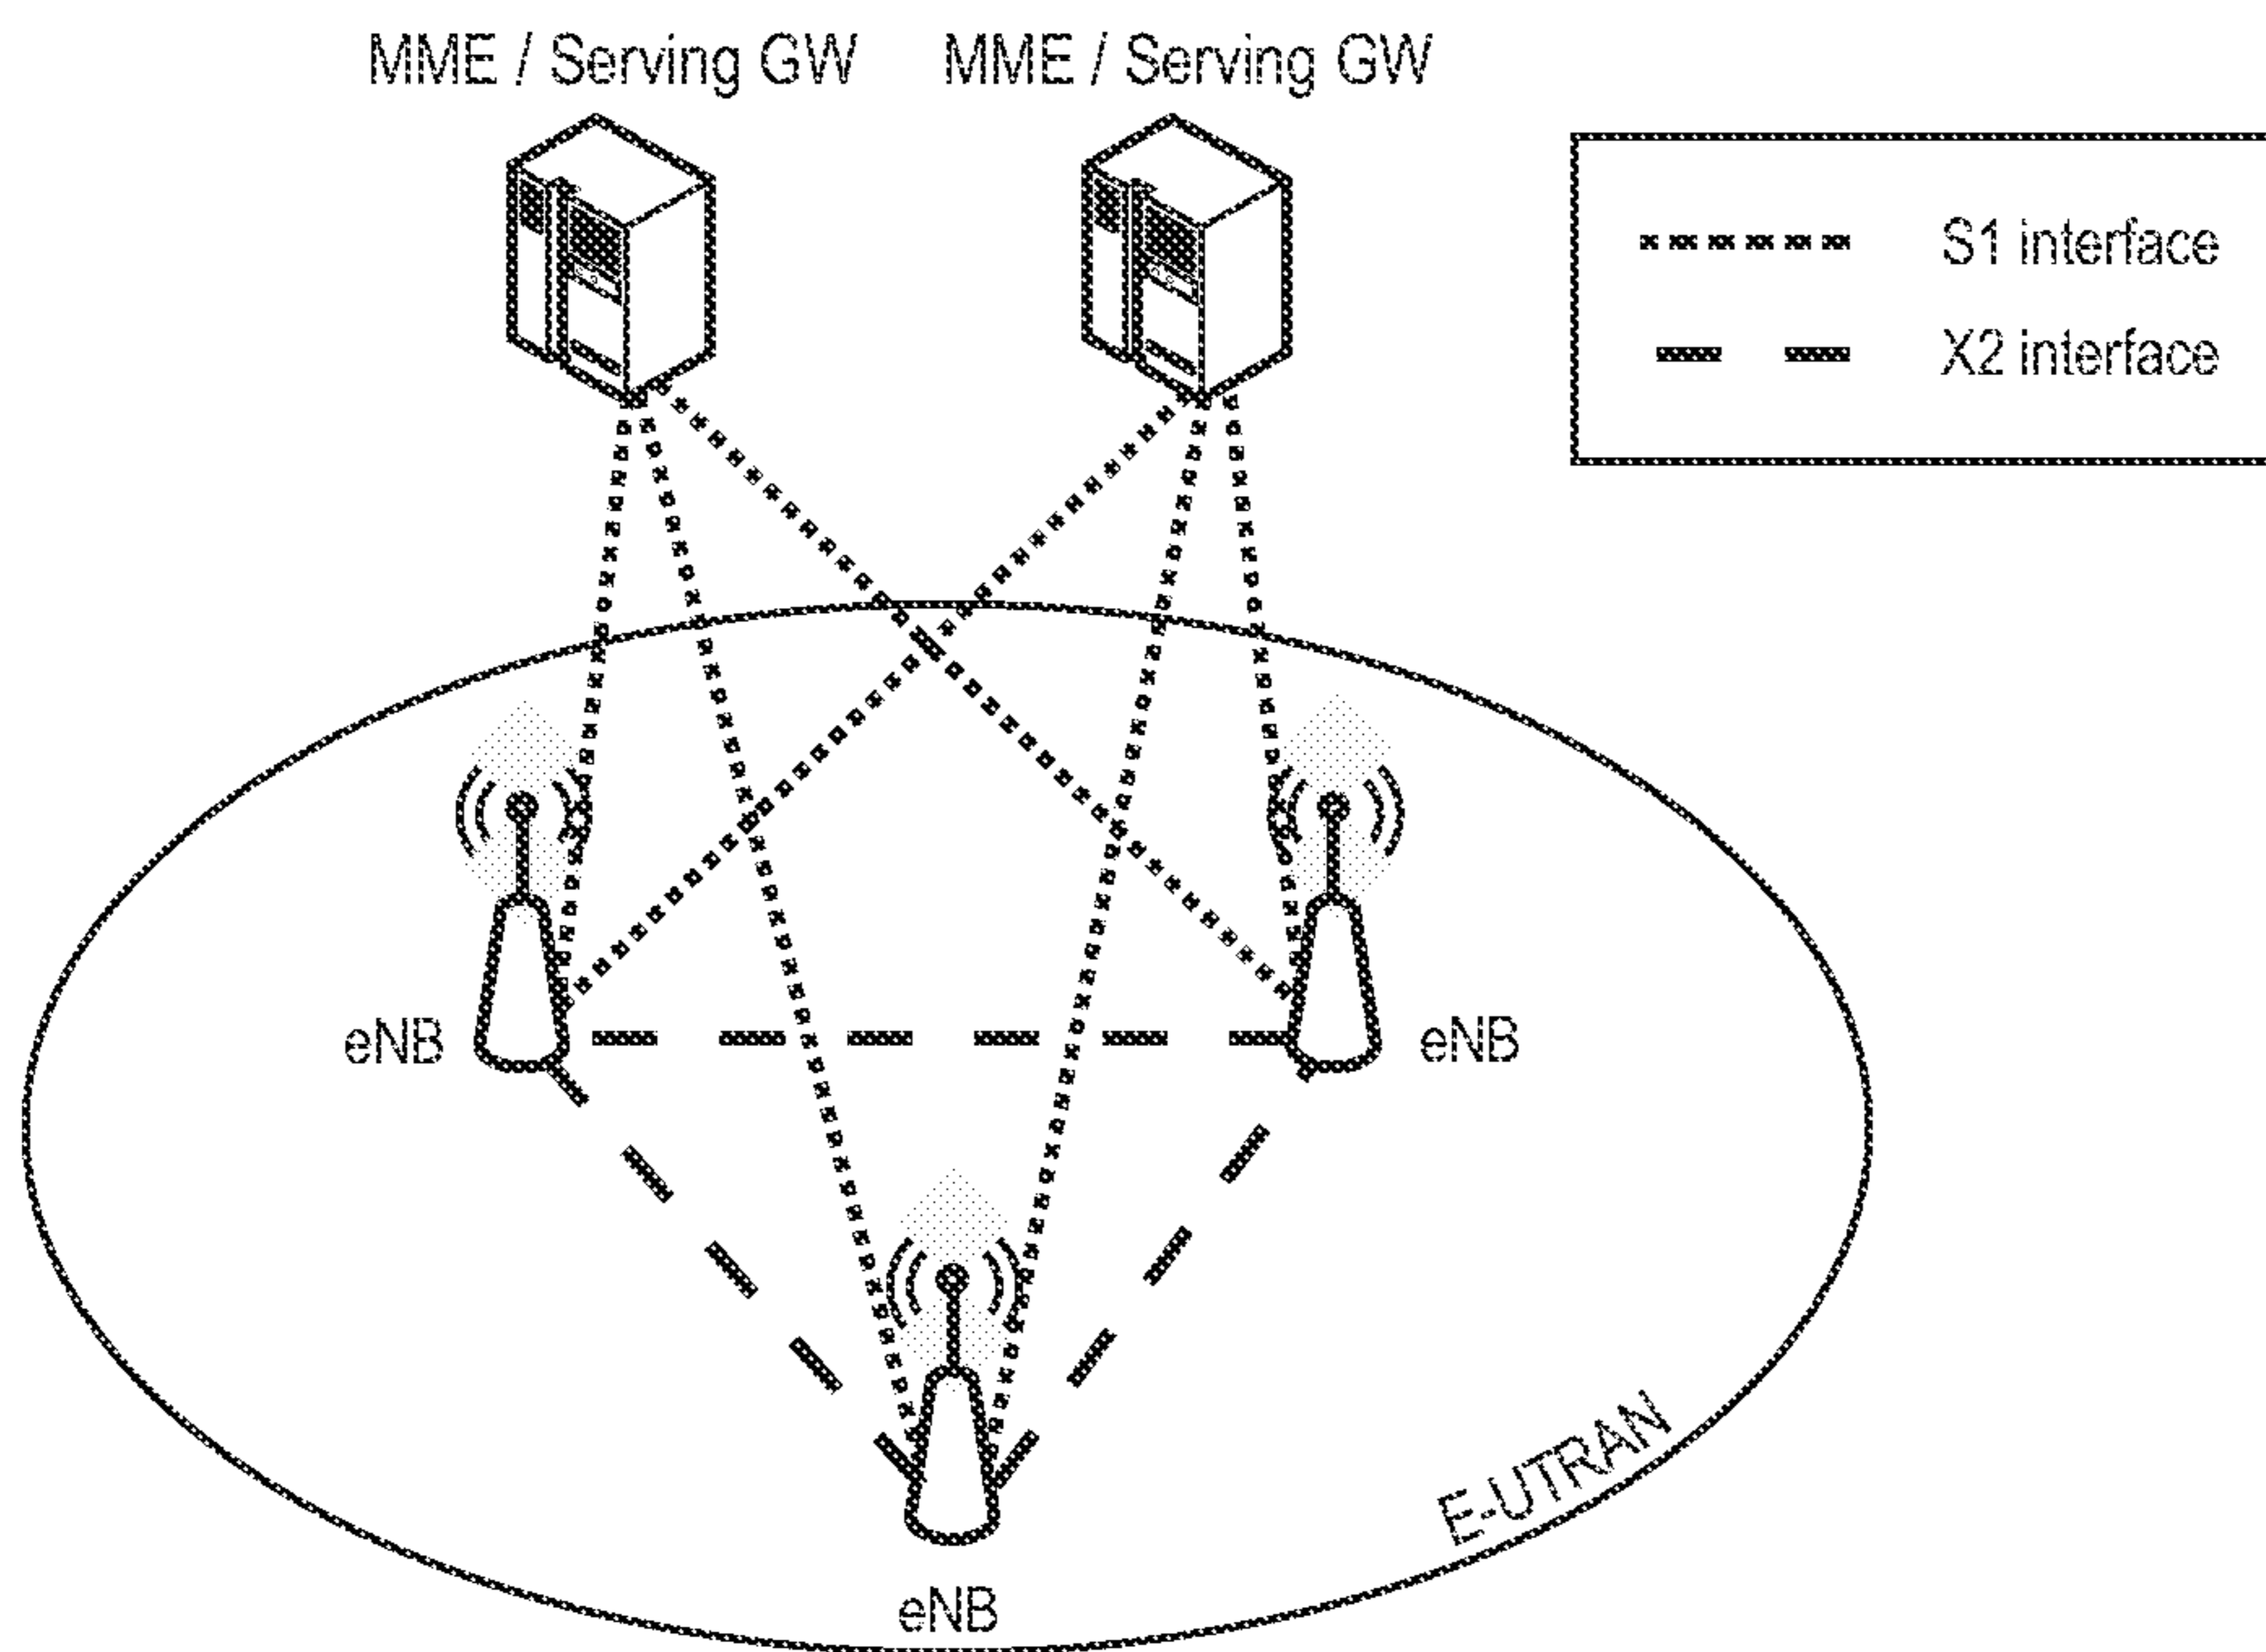 MME / Serving GW
MME / Serving GW
S1 interface
X2 interface
eNB
eNB
eNB
E-UTRAN